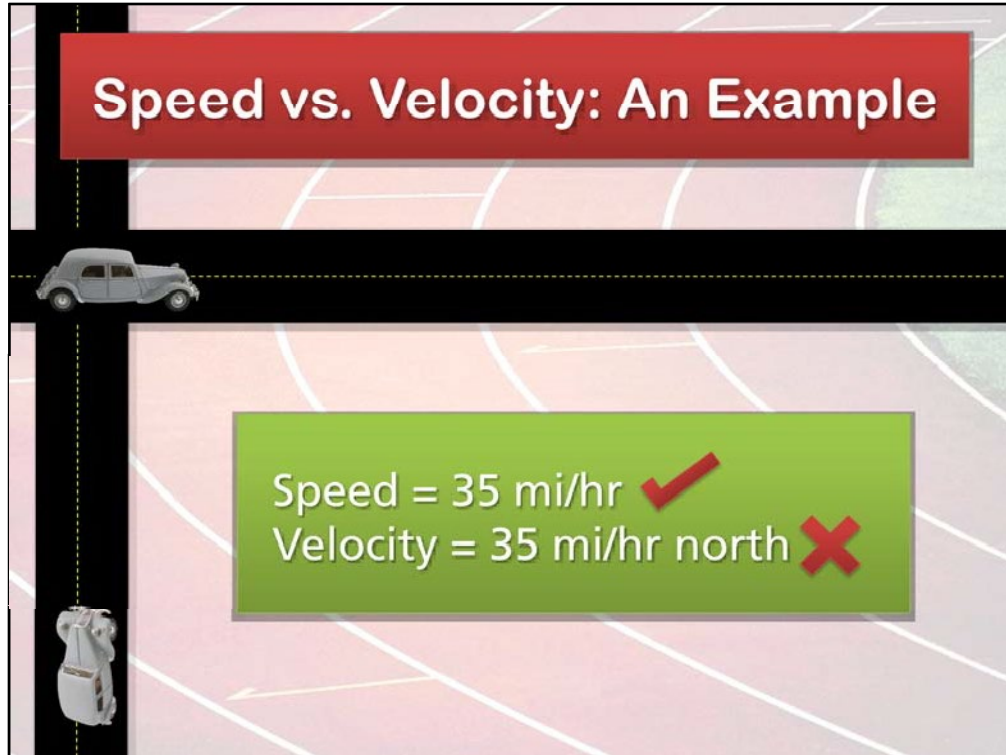 Speed vs. Velocity: An Example
Speed = 35 mi/hr
Velocity = 35 mi/hr north